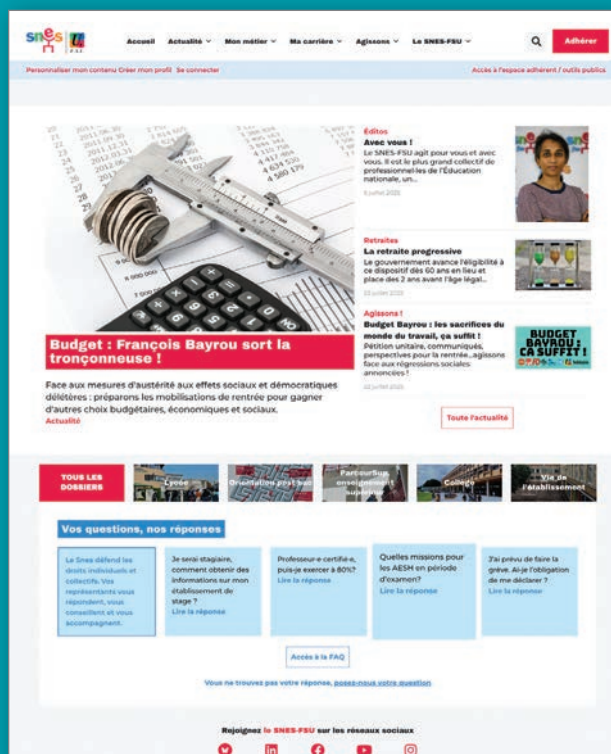 snes
FSU
Accueil
Actualité
Mon métier
Ma carrière
Agissons
Le SNES-FSU
Adhérer
Personnaliser mon contenu Créer mon profil Se connecter
Accès à l'espace adhérent / outils publics
Budget : François Bayrou sort la
tronçonneuse !
Face aux mesures d'austérité aux effets sociaux et démocratiques
délétères : préparons les mobilisations de rentrée pour gagner
d'autres choix budgétaires, économiques et sociaux.
Actualité
Éditos
Avec vous !
Le SNES-FSU agit pour vous et avec
vous. Il est le plus grand collectif de
professionnel·les de l'Éducation
nationale, un...
Retraites
La retraite progressive
Le gouvernement avance l'éligibilité à
ce dispositif dès 60 ans en lieu et
place des 2 ans avant l'âge légal...
Agissons !
Budget Bayrou : les sacrifices du
monde du travail, ça suffit !
Pétition unitaire, communiqués,
perspectives pour la rentrée...agissons
face aux régressions sociales
annoncées !
22 juillet 2025
BUDGET
BAYROU :
ÇA SUFFIT !
Toute l'actualité
TOUS LES
DOSSIERS
Lycée
Orientation post bac
ParcourSup,
enseignement
supérieur
Collège
Vie de
l'établissement
Vos questions, nos réponses
Le Snes défend les
droits individuels et
collectifs. Vos
représentants vous
répondent, vous
conseillent et vous
accompagnent.
Je serai stagiaire,
comment obtenir des
informations sur mon
établissement de
stage ?
Lire la réponse
Professeur·e certifié·e,
puis-je exercer à 80%?
Lire la réponse
Quelles missions pour
les AESH en période
d'examen?
Lire la réponse
J'ai prévu de faire la
grève. Ai-je l'obligation
de me déclarer ?
Lire la réponse
Accès à la FAQ
Vous ne trouvez pas votre réponse, posez-nous votre question
Rejoignez le SNES-FSU sur les réseaux sociaux